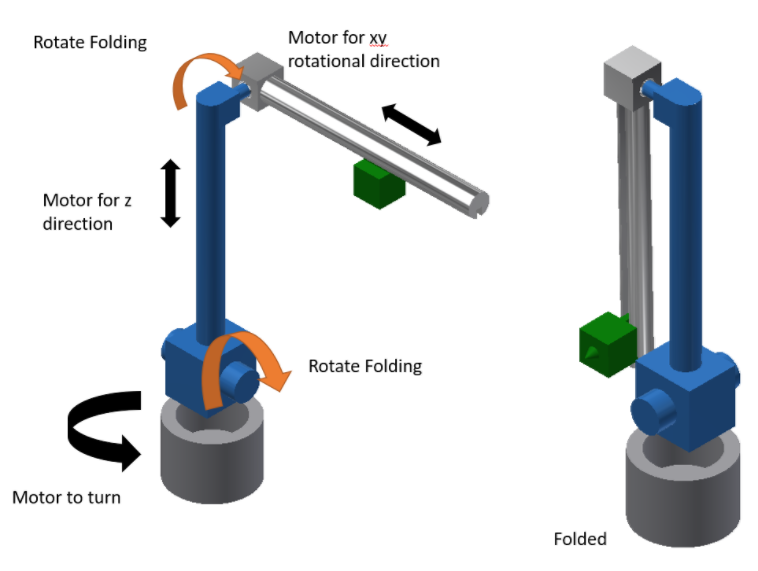 Rotate Folding
Motor for xy
rotational direction
Motor for z
direction
Rotate Folding
Motor to turn
Folded